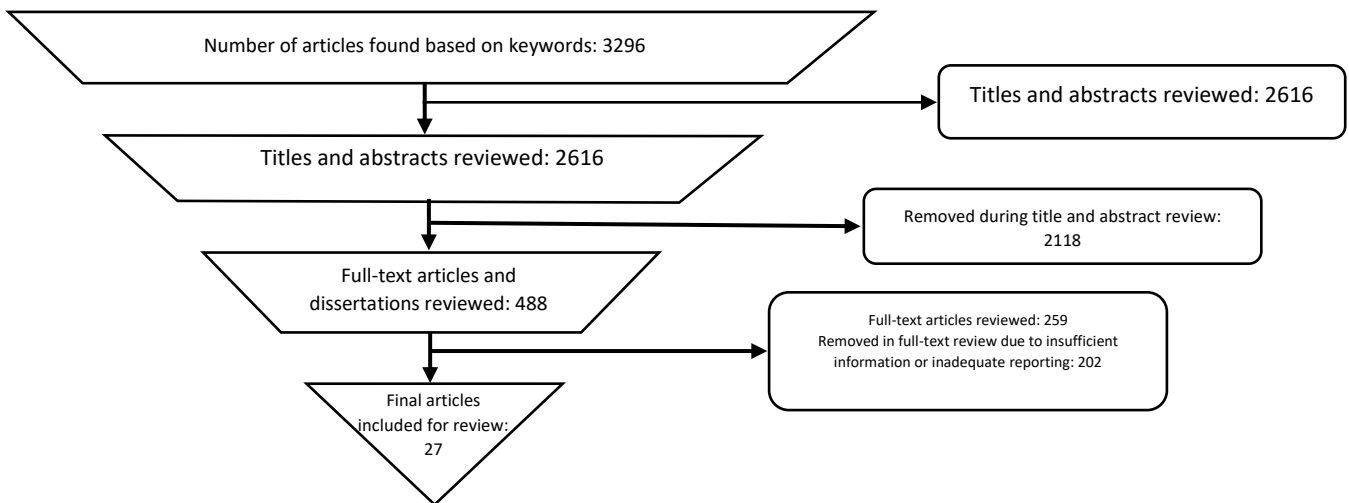 Number of articles found based on keywords: 3296
Titles and abstracts reviewed: 2616
Titles and abstracts reviewed: 2616
Removed during title and abstract review:
2118
Full-text articles and
dissertations reviewed: 488
Full-text articles reviewed: 259
Removed in full-text review due to insufficient
information or inadequate reporting: 202
Final articles
included for review:
27